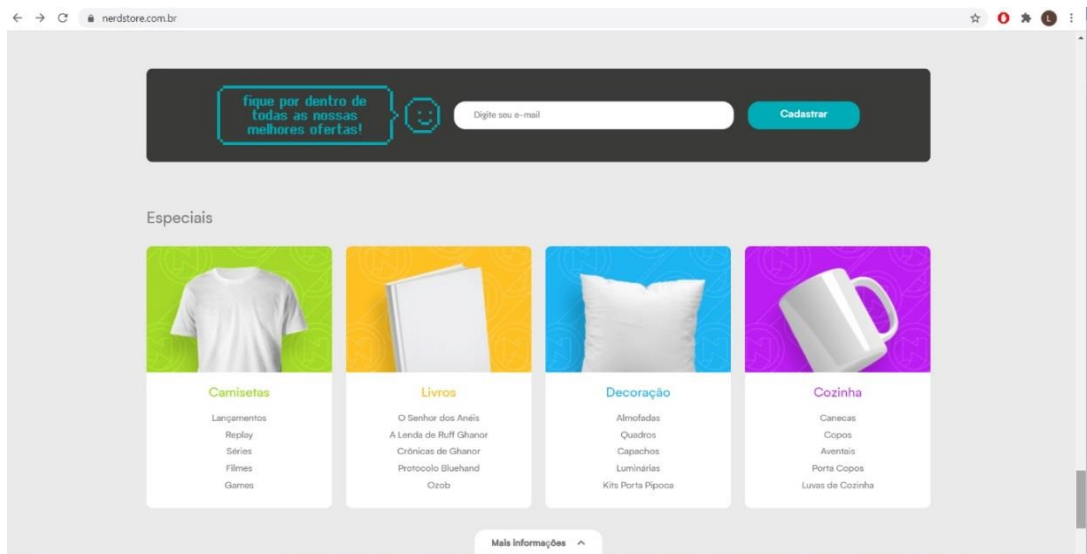 nerdstore.com.br
L
fique por dentro de
todas as nossas
melhores ofertas!
Digite seu e-mail
Cadastrar
Especiais
Camisetas
Lançamentos
Replay
Séries
Filmes
Games
Livros
O Senhor dos Anéis
A Lenda de Ruff Ghanor
Crônicas de Ghanor
Protocolo Bluehand
Ozob
Decoração
Almofadas
Quadros
Capachos
Luminárias
Kits Porta Pipoca
Cozinha
Canecas
Copos
Aventais
Porta Copos
Luvas de Cozinha
Mais informações